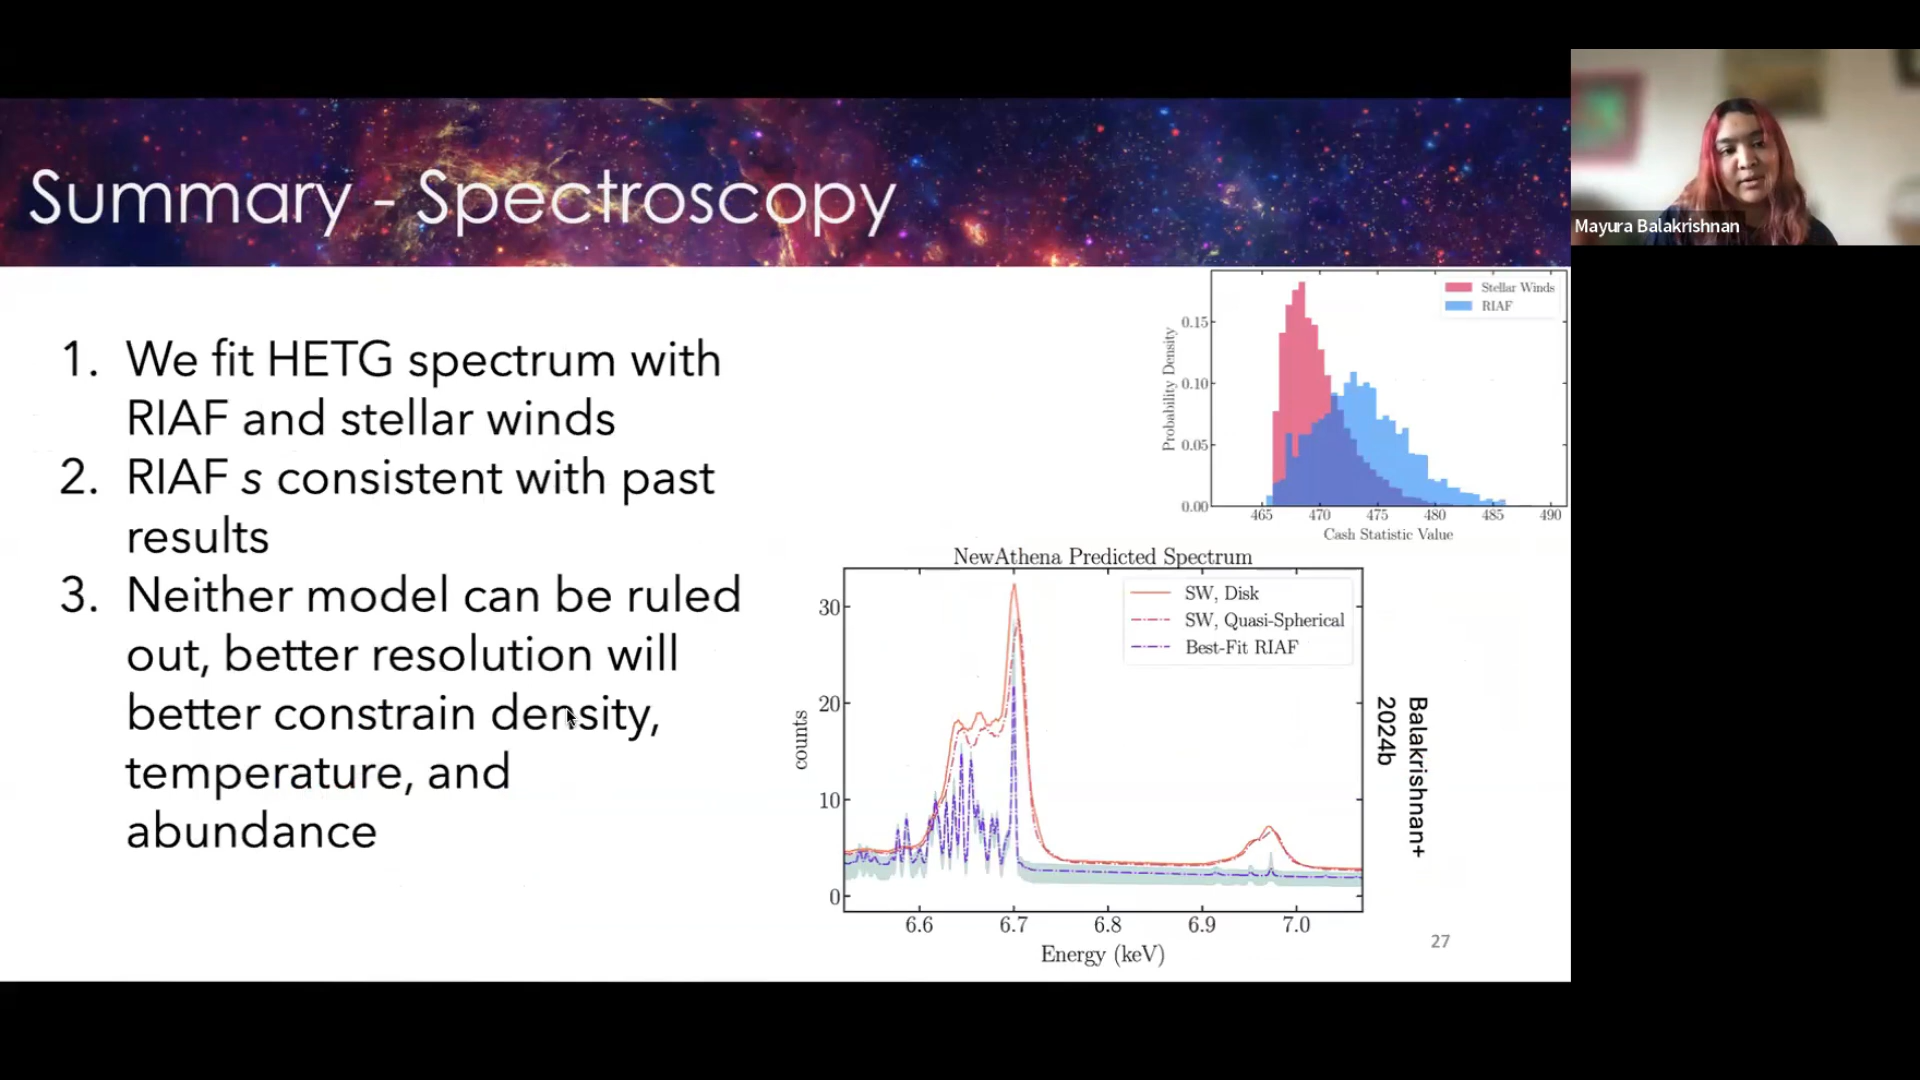 Summary - Spectroscopy
Mayura Balakrishnan
1. We fit HETG spectrum with
RIAF and stellar winds
2. RIAF s consistent with past
results
3. Neither model can be ruled
out, better resolution will
better constrain density,
temperature, and
abundance
Stellar Winds
RIAF
Probability Density
0.15
0.10
0.05
0.00
465 470 475 480 485 490
Cash Statistic Value
NewAthena Predicted Spectrum
SW, Disk
SW, Quasi-Spherical
Best-Fit RIAF
counts
30
20
10
0
6.6 6.7 6.8 6.9 7.0
Energy (keV)
Balakrishnan+
2024b
27